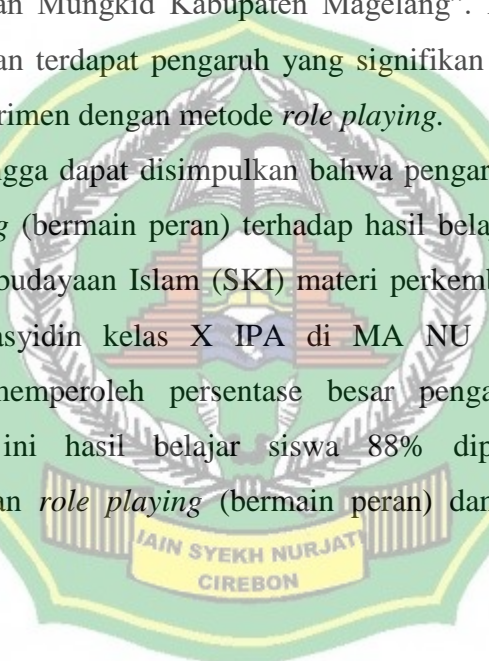 an Mungkid Kabupaten Magelang”.
an terdapat pengaruh yang signifikan
rimen dengan metode role playing.
ngga dapat disimpulkan bahwa pengar
g (bermain peran) terhadap hasil bela
budayaan Islam (SKI) materi perkemb
asyidin kelas X IPA di MA NU
memperoleh persentase besar penga
ini hasil belajar siswa 88% dip
an role playing (bermain peran) dan
IAIN SYEKH NURJATI
CIREBON